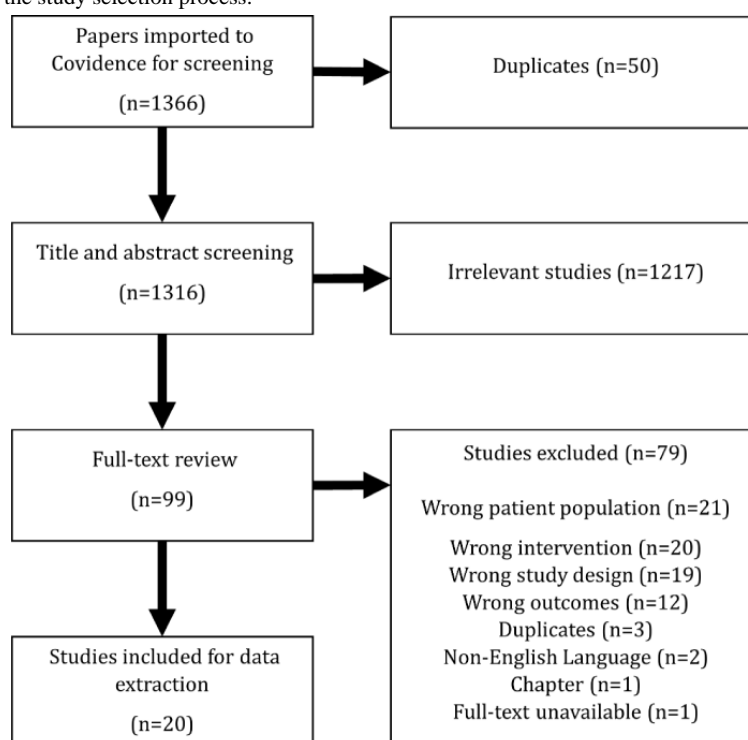 the study selection process.
Papers imported to
Covidence for screening
(n=1366)
Duplicates (n=50)
Title and abstract screening
(n=1316)
Irrelevant studies (n=1217)
Full-text review
(n=99)
Studies excluded (n=79)
Wrong patient population (n=21)
Wrong intervention (n=20)
Wrong study design (n=19)
Wrong outcomes (n=12)
Duplicates (n=3)
Non-English Language (n=2)
Chapter (n=1)
Full-text unavailable (n=1)
Studies included for data
extraction
(n=20)